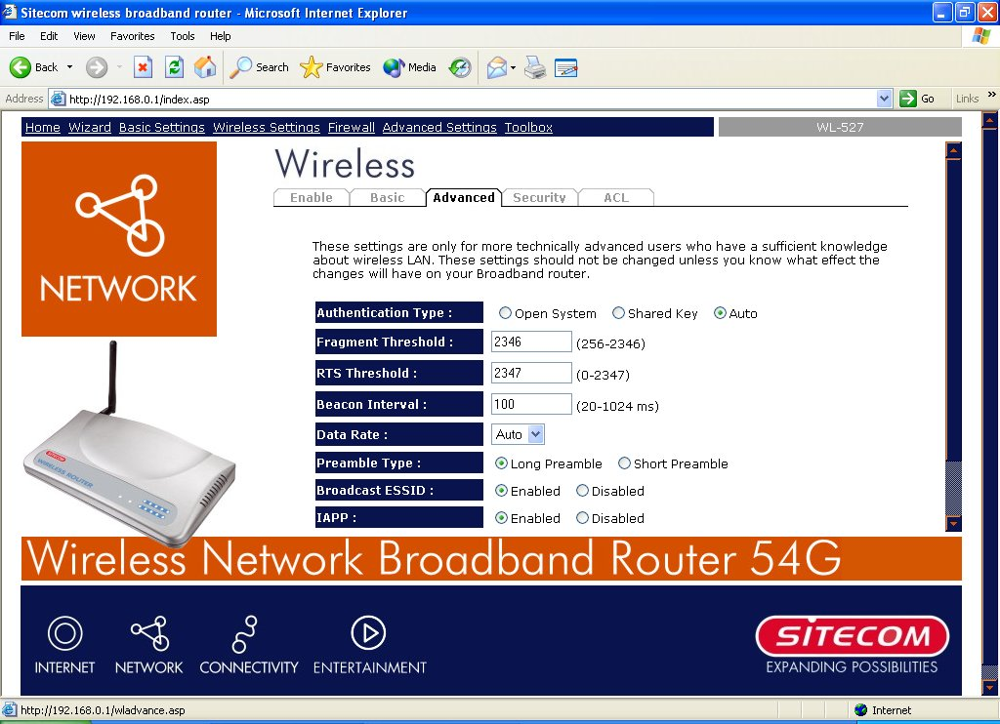 Sitecom wireless broadband router - Microsoft Internet Explorer
File Edit View Favorites Tools Help
Back Search Favorites Media
Address http://192.168.0.1/index.asp Go Links »
Home Wizard Basic Settings Wireless Settings Firewall Advanced Settings Toolbox WL-527
Wireless
Enable Basic Advanced Security ACL
NETWORK
These settings are only for more technically advanced users who have a sufficient knowledge
about wireless LAN. These settings should not be changed unless you know what effect the
changes will have on your Broadband router.
Authentication Type : Open System Shared Key Auto
Fragment Threshold : 2346 (256-2346)
RTS Threshold : 2347 (0-2347)
Beacon Interval : 100 (20-1024 ms)
Data Rate : Auto
Preamble Type : Long Preamble Short Preamble
Broadcast ESSID : Enabled Disabled
IAPP : Enabled Disabled
SITECOM
WIRELESS ROUTER
Wireless Network Broadband Router 54G
INTERNET NETWORK CONNECTIVITY ENTERTAINMENT
SITECOM
EXPANDING POSSIBILITIES
http://192.168.0.1/wladvance.asp Internet